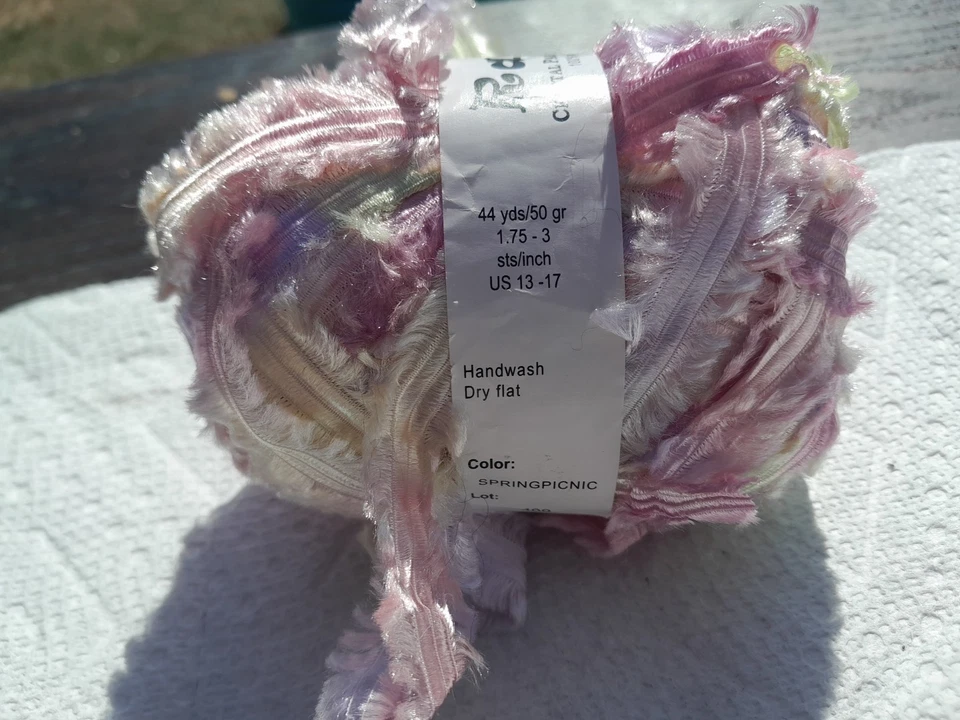 44 yds/50 gr
1.75 - 3
sts/inch
US 13 -17
Handwash
Dry flat
Color:
SPRINGPICNIC
Lot: